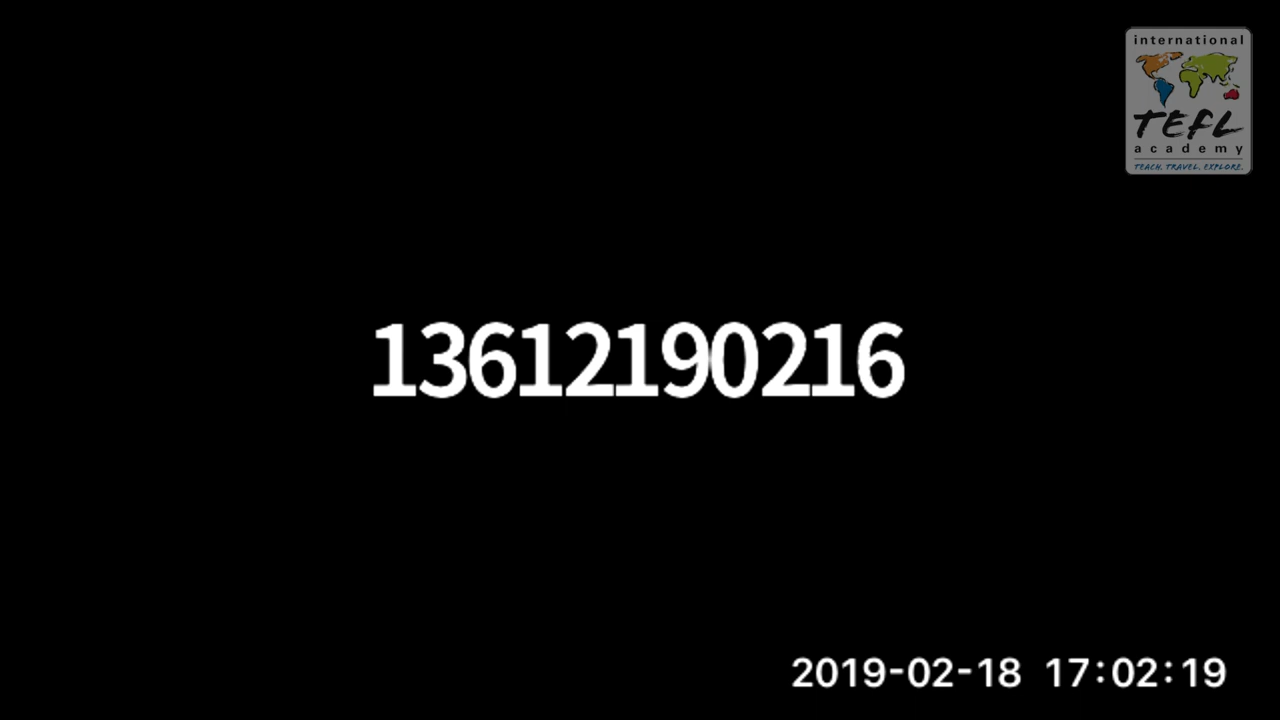 international
TEFL
academy
TEACH. TRAVEL. EXPLORE.
13612190216
2019-02-18 17:02:19